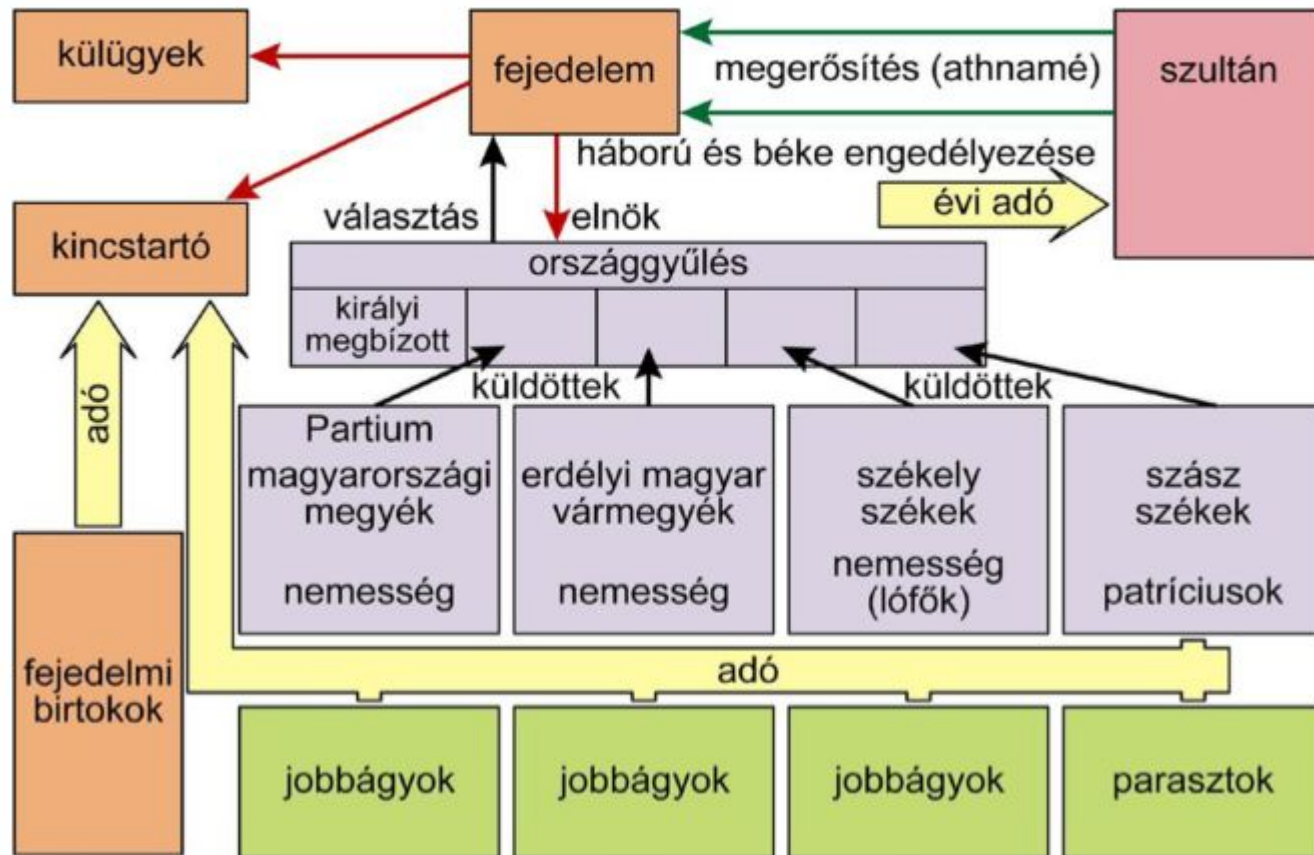 külügyek
fejedelem
megerősítés (athnamé)
szultán
háború és béke engedélyezése
évi adó
kincstartó
választás
elnök
országgyűlés
királyi
megbízott
küldöttek
küldöttek
adó
Partium
magyarországi
megyék
nemesség
erdélyi magyar
vármegyék
nemesség
székely
székek
nemesség
(lófők)
szász
székek
patríciusok
fejedelmi
birtokok
adó
jobbágyok
jobbágyok
jobbágyok
parasztok